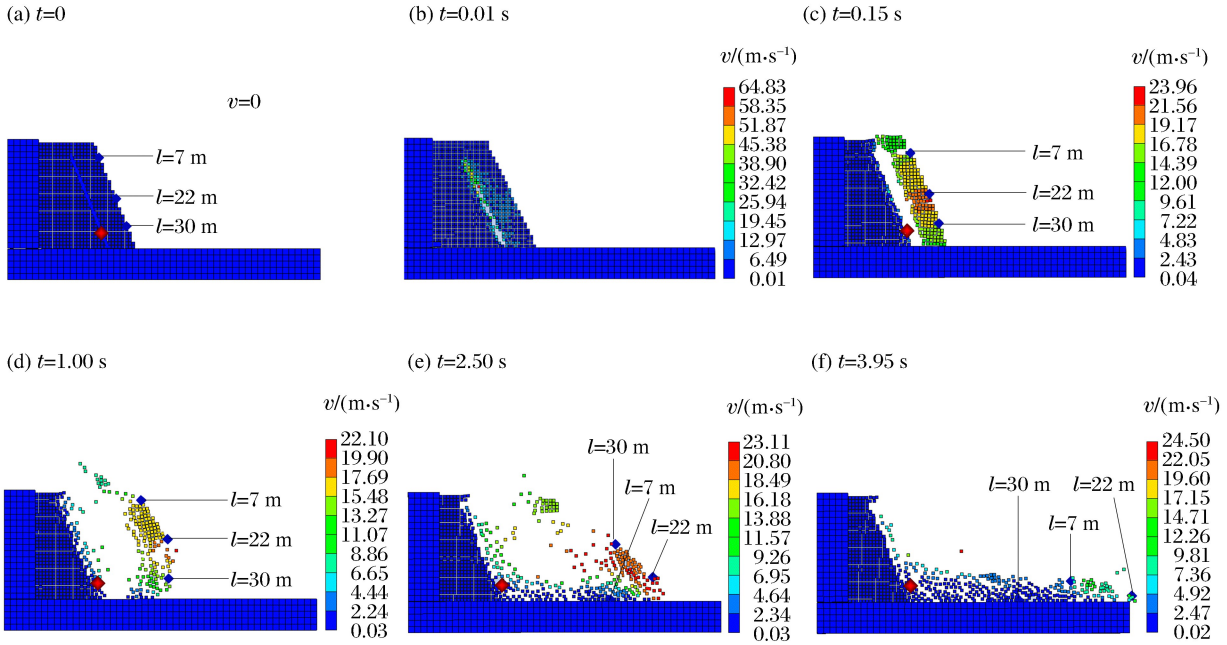 (a) t=0
v=0
l=7 m
l=22 m
l=30 m
(b) t=0.01 s
v/(m·s⁻¹)
64.83
58.35
51.87
45.38
38.90
32.42
25.94
19.45
12.97
6.49
0.01
(c) t=0.15 s
v/(m·s⁻¹)
23.96
21.56
19.17
16.78
14.39
12.00
9.61
7.22
4.83
2.43
0.04
l=7 m
l=22 m
l=30 m
(d) t=1.00 s
v/(m·s⁻¹)
22.10
19.90
17.69
15.48
13.27
11.07
8.86
6.65
4.44
2.24
0.03
l=7 m
l=22 m
l=30 m
(e) t=2.50 s
v/(m·s⁻¹)
23.11
20.80
18.49
16.18
13.88
11.57
9.26
6.95
4.64
2.34
0.03
l=30 m
l=7 m
l=22 m
(f) t=3.95 s
v/(m·s⁻¹)
24.50
22.05
19.60
17.15
14.71
12.26
9.81
7.36
4.92
2.47
0.02
l=30 m
l=22 m
l=7 m